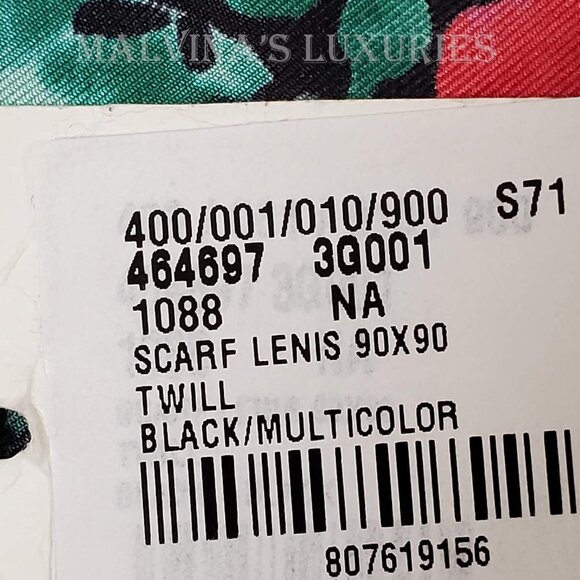 MALVINA'S LUXURIES
400/001/010/900 S71
464697 3G001
1088 NA
SCARF LENIS 90X90
TWILL
BLACK/MULTICOLOR
807619156